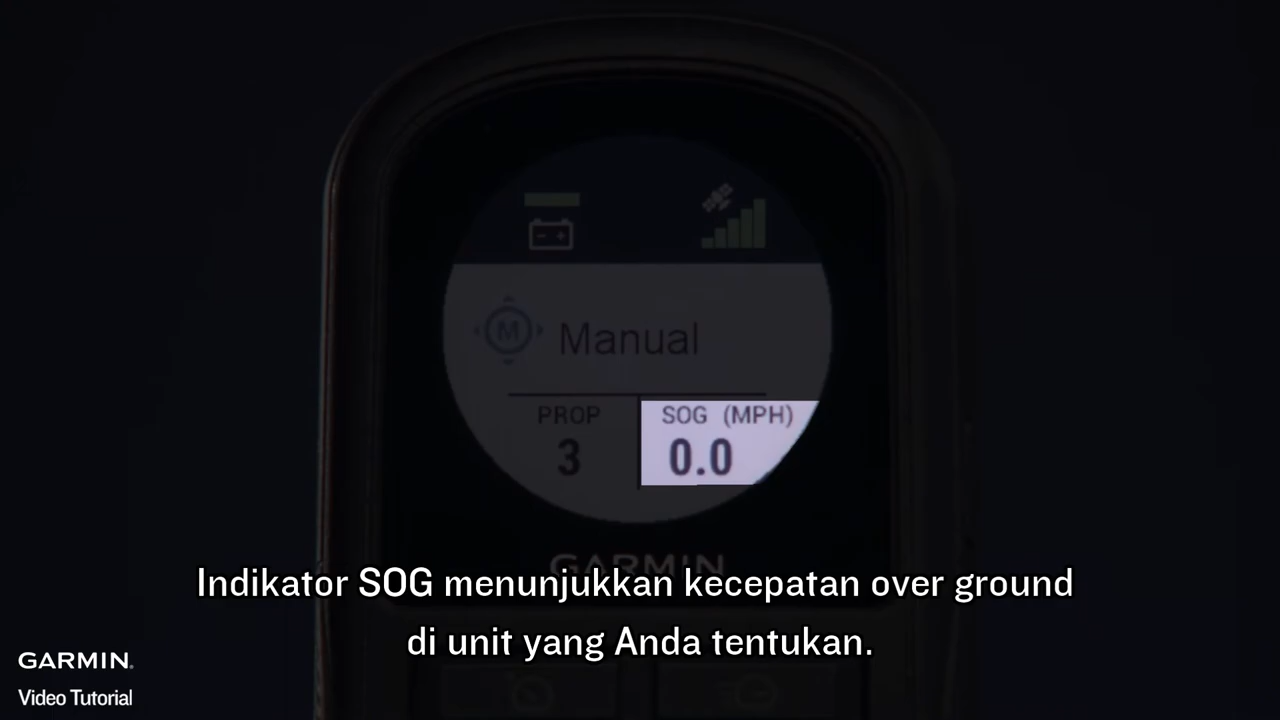 M Manual
PROP SOG (MPH)
3 0.0
GARMIN
Indikator SOG menunjukkan kecepatan over ground
di unit yang Anda tentukan.
GARMIN.
Video Tutorial